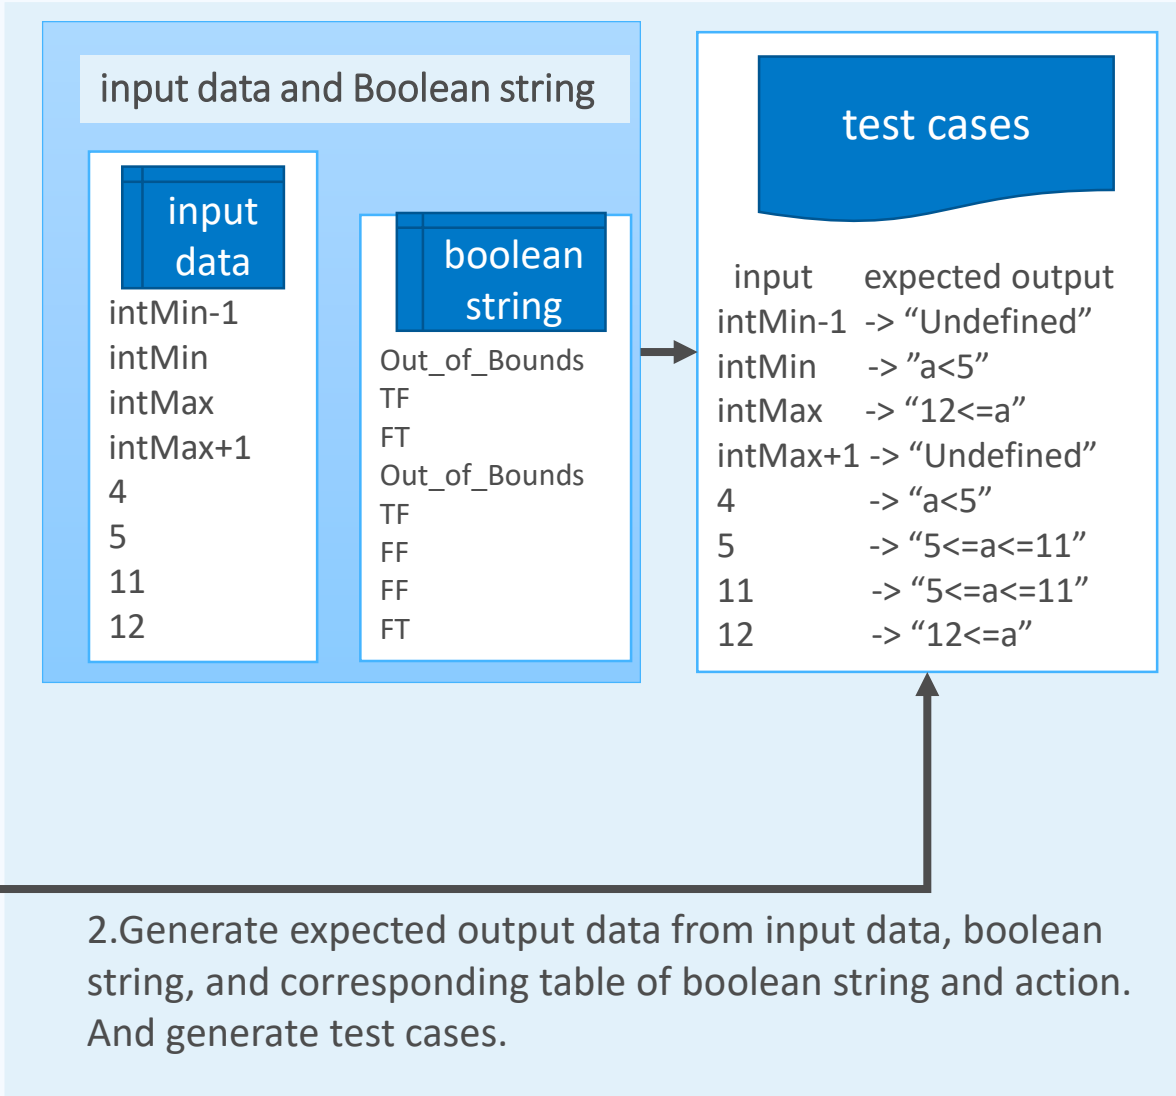 input data and Boolean string
input
data
intMin-1
intMin
intMax
intMax+1
4
5
11
12
boolean
string
Out_of_Bounds
TF
FT
Out_of_Bounds
TF
FF
FF
FT
test cases
input expected output
intMin-1 -> “Undefined”
intMin -> ”a<5”
intMax -> “12<=a”
intMax+1 -> “Undefined”
4 -> “a<5”
5 -> “5<=a<=11”
11 -> “5<=a<=11”
12 -> “12<=a”
2.Generate expected output data from input data, boolean
string, and corresponding table of boolean string and action.
And generate test cases.